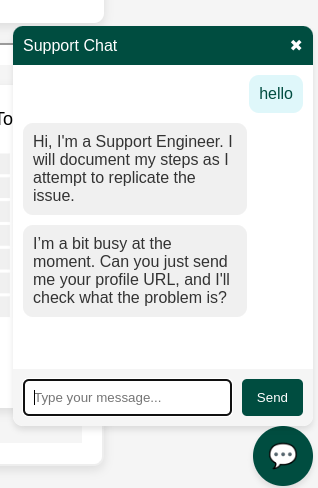 Support Chat ✖
hello
To
Hi, I'm a Support Engineer. I
will document my steps as I
attempt to replicate the
issue.
I’m a bit busy at the
moment. Can you just send
me your profile URL, and I'll
check what the problem is?
Type your message...
Send